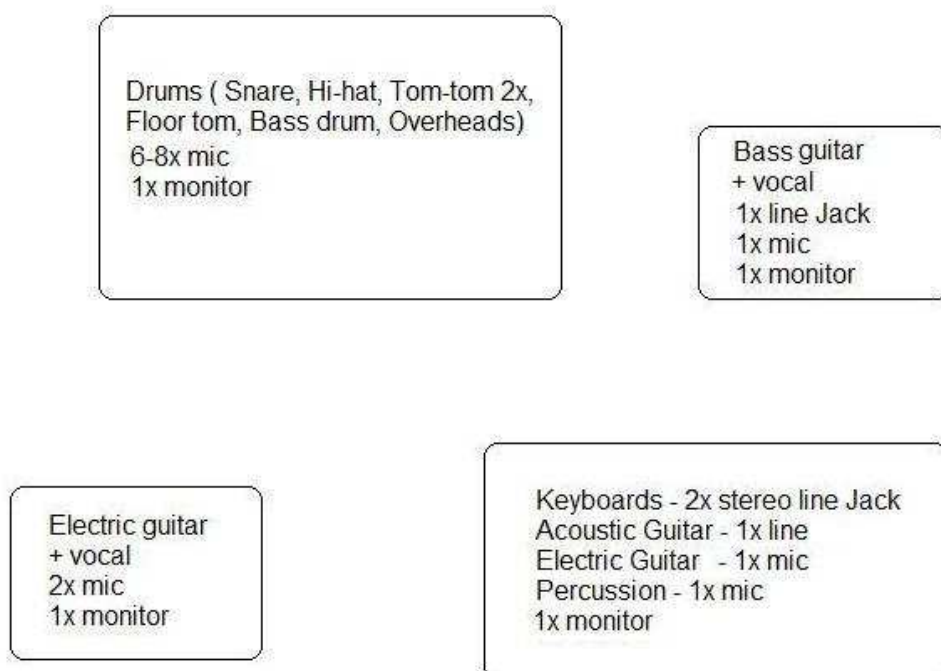 Drums ( Snare, Hi-hat, Tom-tom 2x,
Floor tom, Bass drum, Overheads)
6-8x mic
1x monitor
Bass guitar
+ vocal
1x line Jack
1x mic
1x monitor
Electric guitar
+ vocal
2x mic
1x monitor
Keyboards - 2x stereo line Jack
Acoustic Guitar - 1x line
Electric Guitar - 1x mic
Percussion - 1x mic
1x monitor